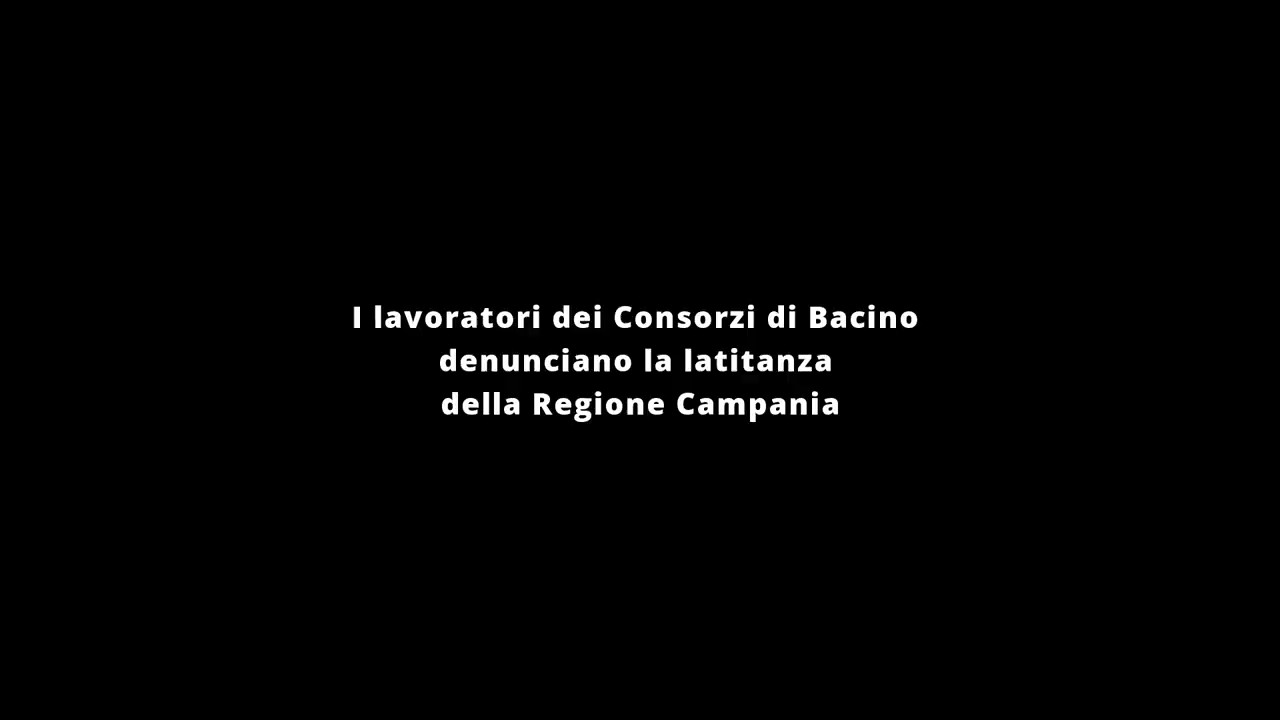 I lavoratori dei Consorzi di Bacino
denunciano la latitanza
della Regione Campania